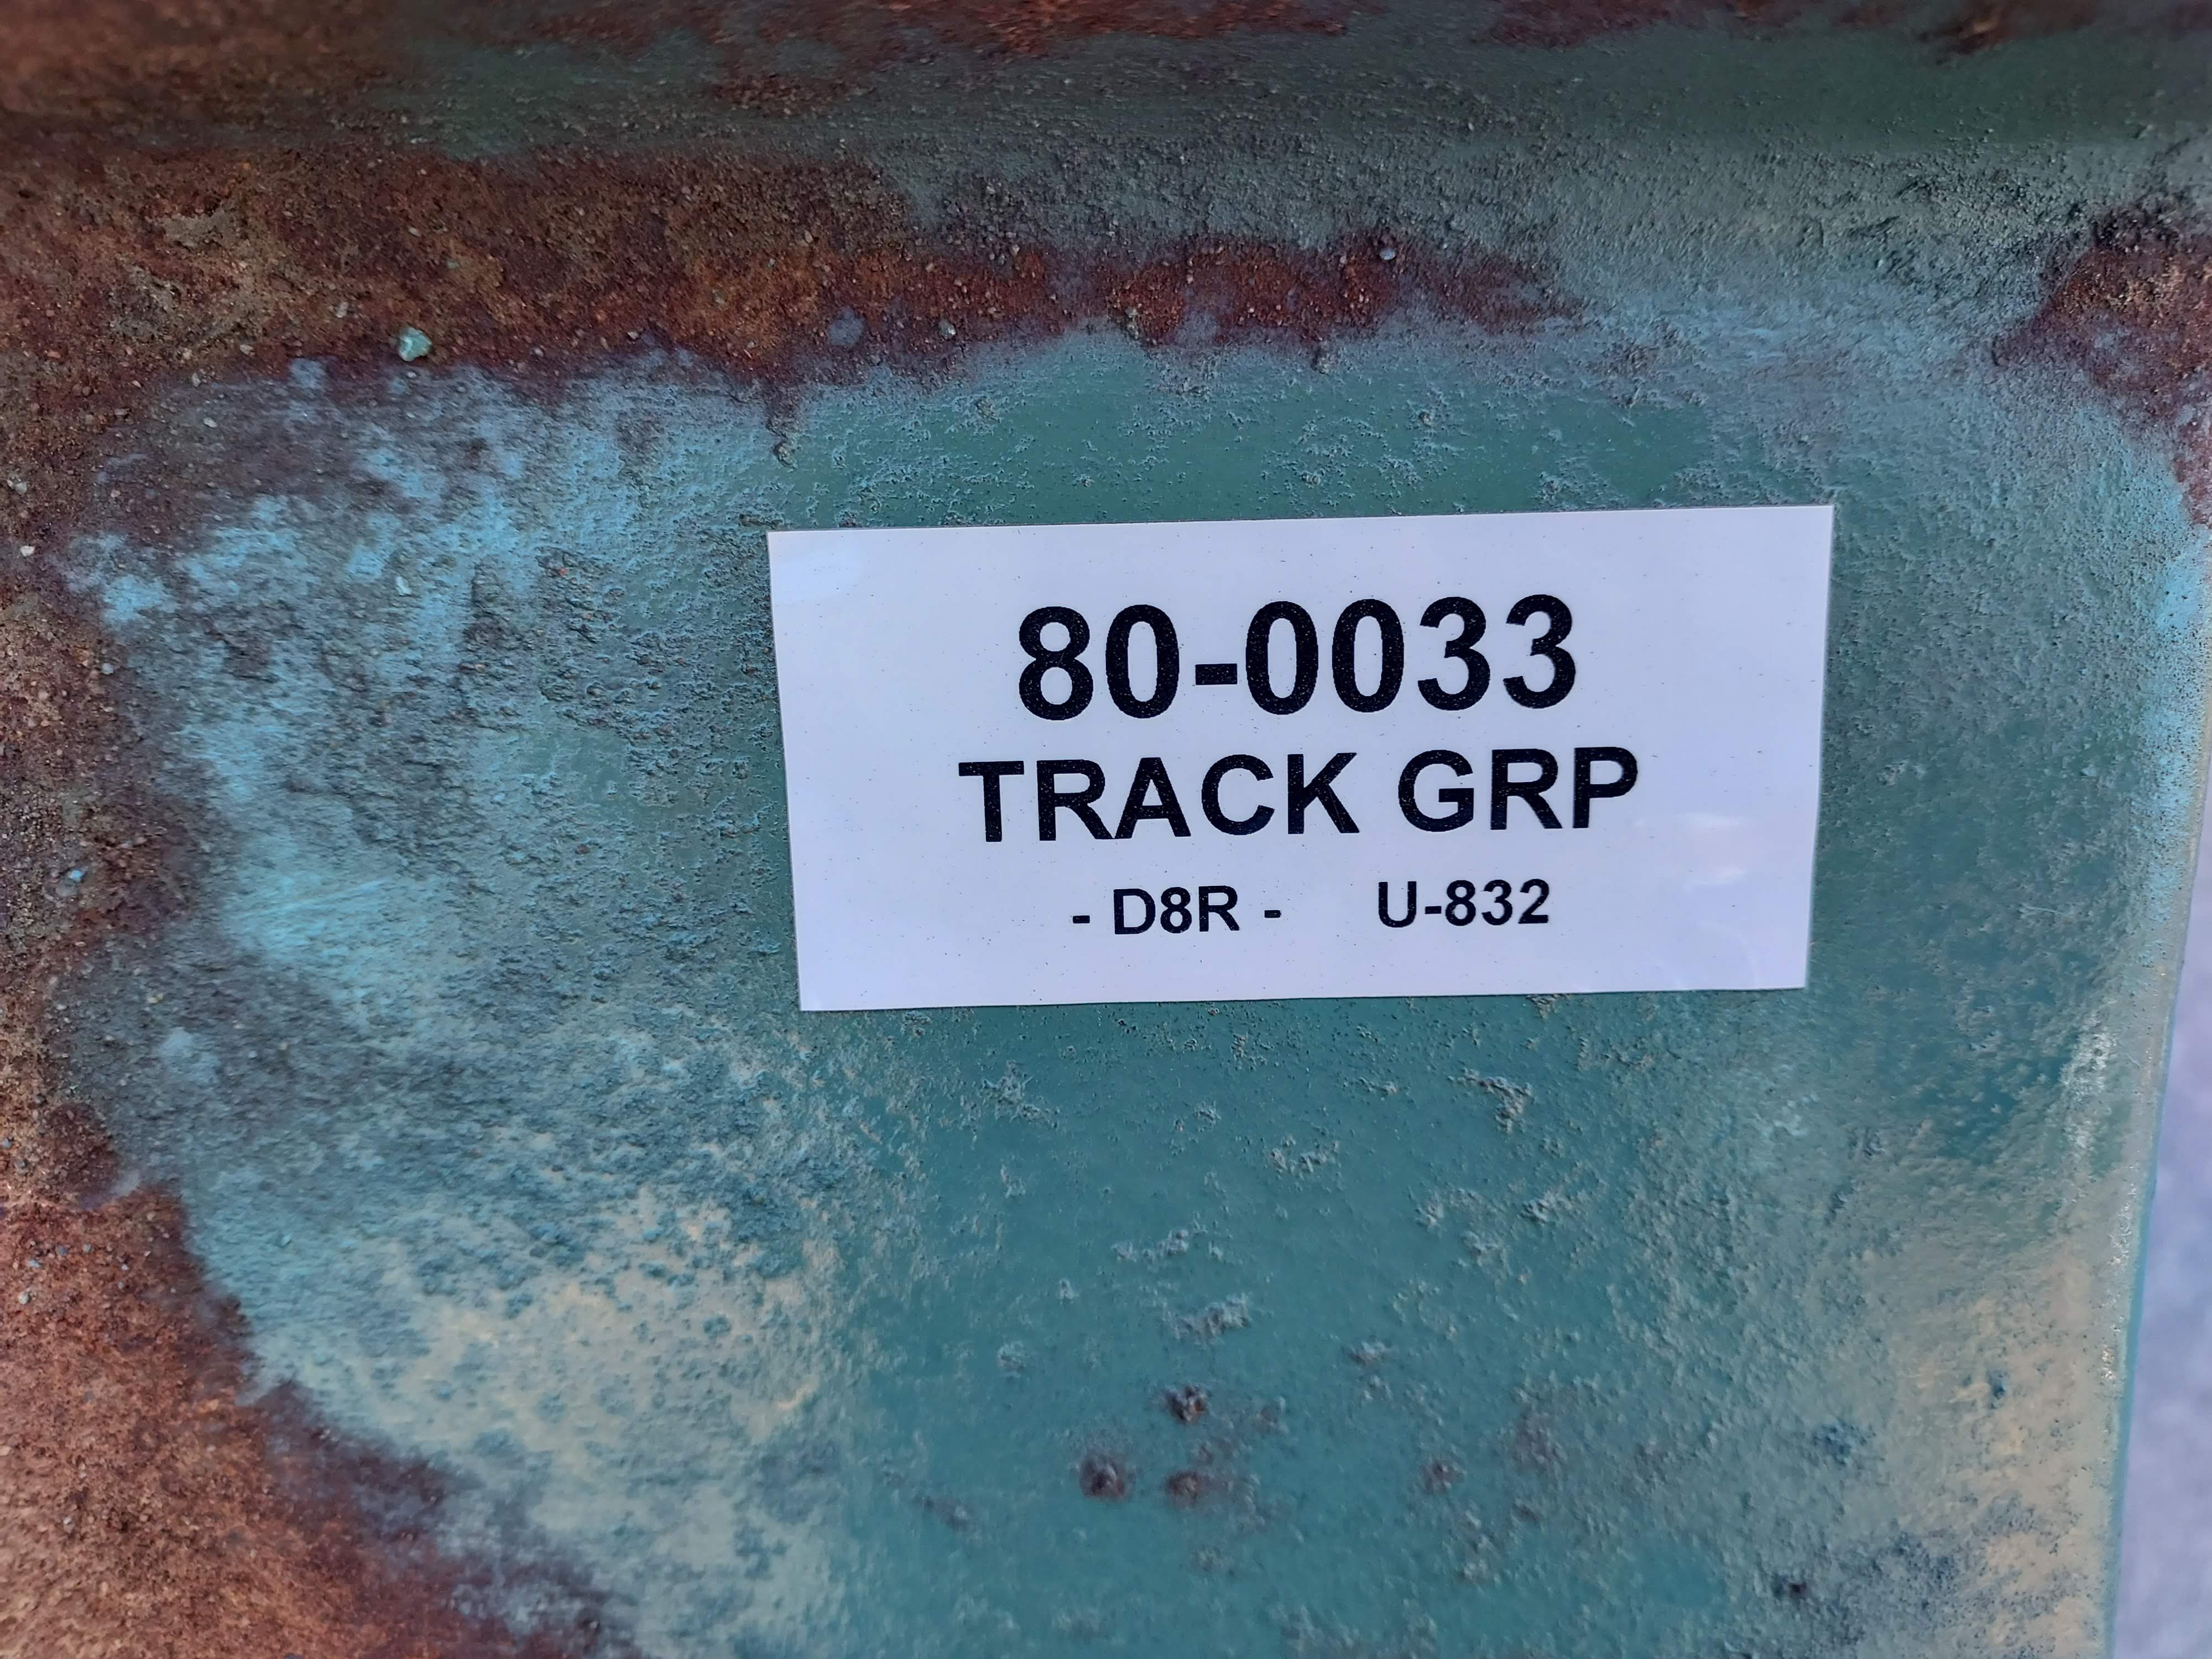 80-0033
TRACK GRP
- D8R - U-832